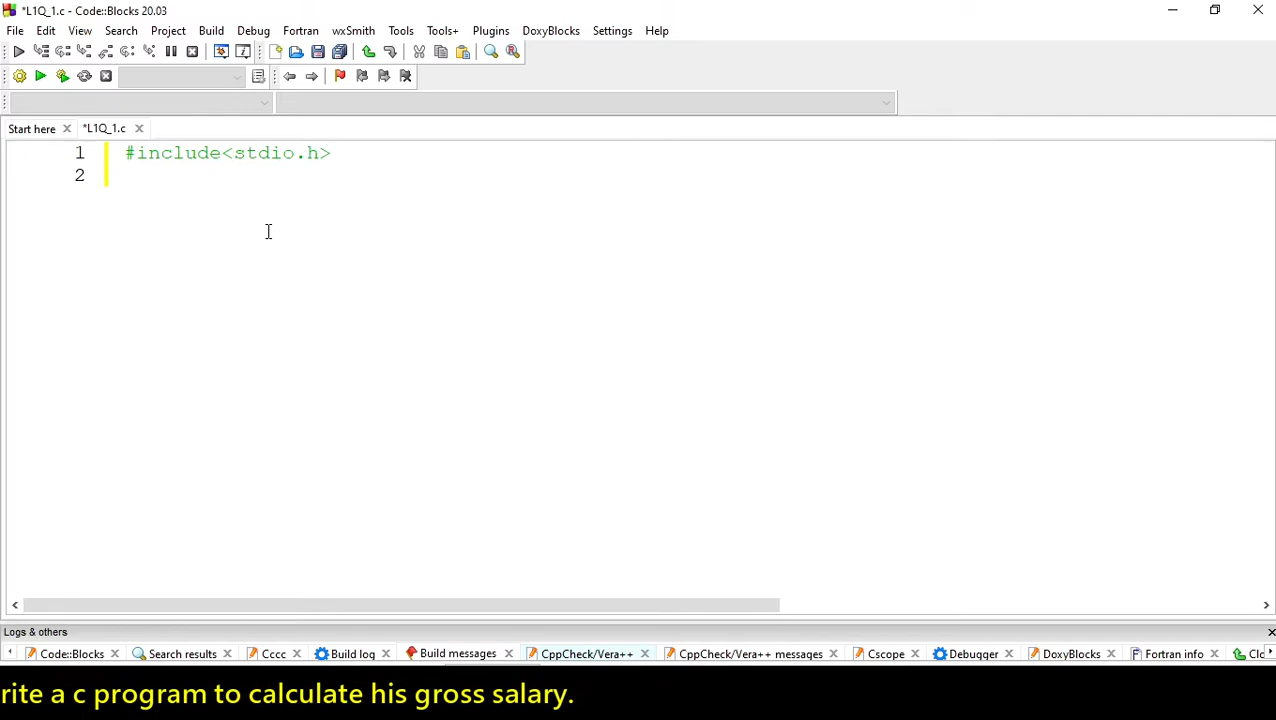 *L1Q_1.c - Code::Blocks 20.03
File Edit View Search Project Build Debug Fortran wxSmith Tools Tools+ Plugins DoxyBlocks Settings Help
Start here *L1Q_1.c
1 #include<stdio.h>
2
Logs & others
Code::Blocks Search results Cccc Build log Build messages CppCheck/Vera++ CppCheck/Vera++ messages Cscope Debugger DoxyBlocks Fortran info Clo
rite a c program to calculate his gross salary.